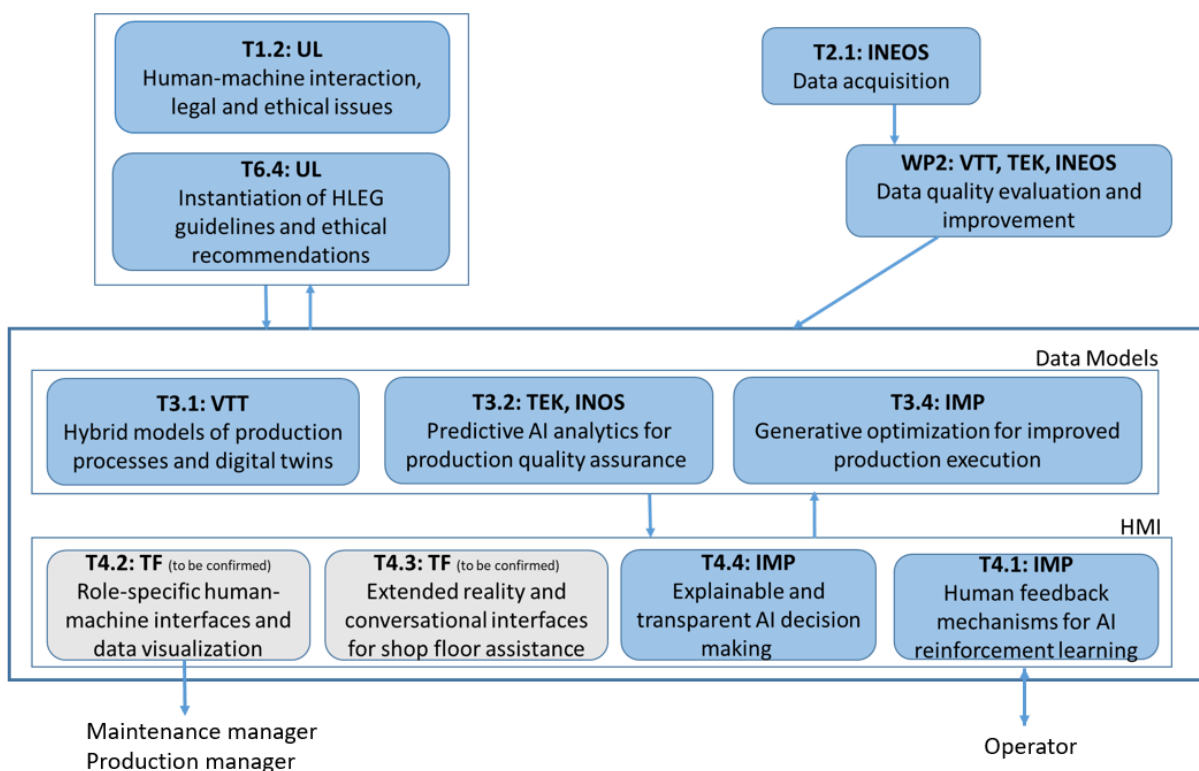 T1.2: UL
Human-machine interaction,
legal and ethical issues
T6.4: UL
Instantiation of HLEG
guidelines and ethical
recommendations
T2.1: INEOS
Data acquisition
WP2: VTT, TEK, INEOS
Data quality evaluation and
improvement
Data Models
T3.1: VTT
Hybrid models of production
processes and digital twins
T3.2: TEK, INOS
Predictive AI analytics for
production quality assurance
T3.4: IMP
Generative optimization for improved
production execution
HMI
T4.2: TF (to be confirmed)
Role-specific human-
machine interfaces and
data visualization
T4.3: TF (to be confirmed)
Extended reality and
conversational interfaces
for shop floor assistance
T4.4: IMP
Explainable and
transparent AI decision
making
T4.1: IMP
Human feedback
mechanisms for AI
reinforcement learning
Maintenance manager
Production manager
Operator